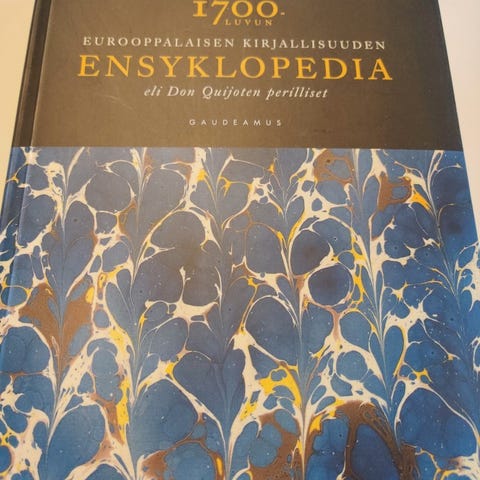 1700-
LUVUN
EUROOPPALAISEN KIRJALLISUUDEN
ENSYKLOPEDIA
eli Don Quijoten perilliset
GAUDEAMUS